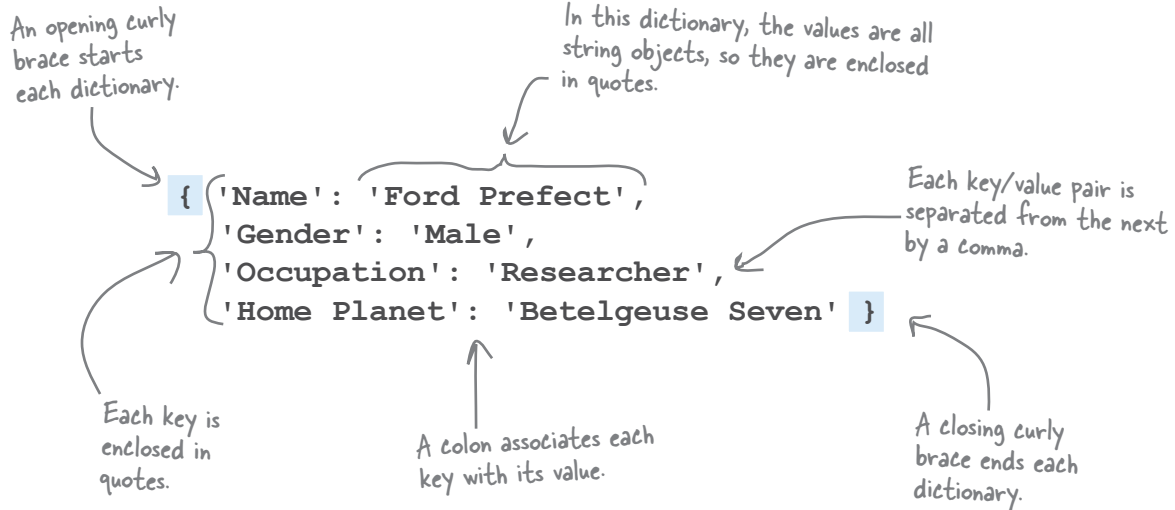 An opening curly
brace starts
each dictionary.
In this dictionary, the values are all
string objects, so they are enclosed
in quotes.
{ 'Name': 'Ford Prefect',
'Gender': 'Male',
'Occupation': 'Researcher',
'Home Planet': 'Betelgeuse Seven' }
Each key/value pair is
separated from the next
by a comma.
Each key is
enclosed in
quotes.
A colon associates each
key with its value.
A closing curly
brace ends each
dictionary.